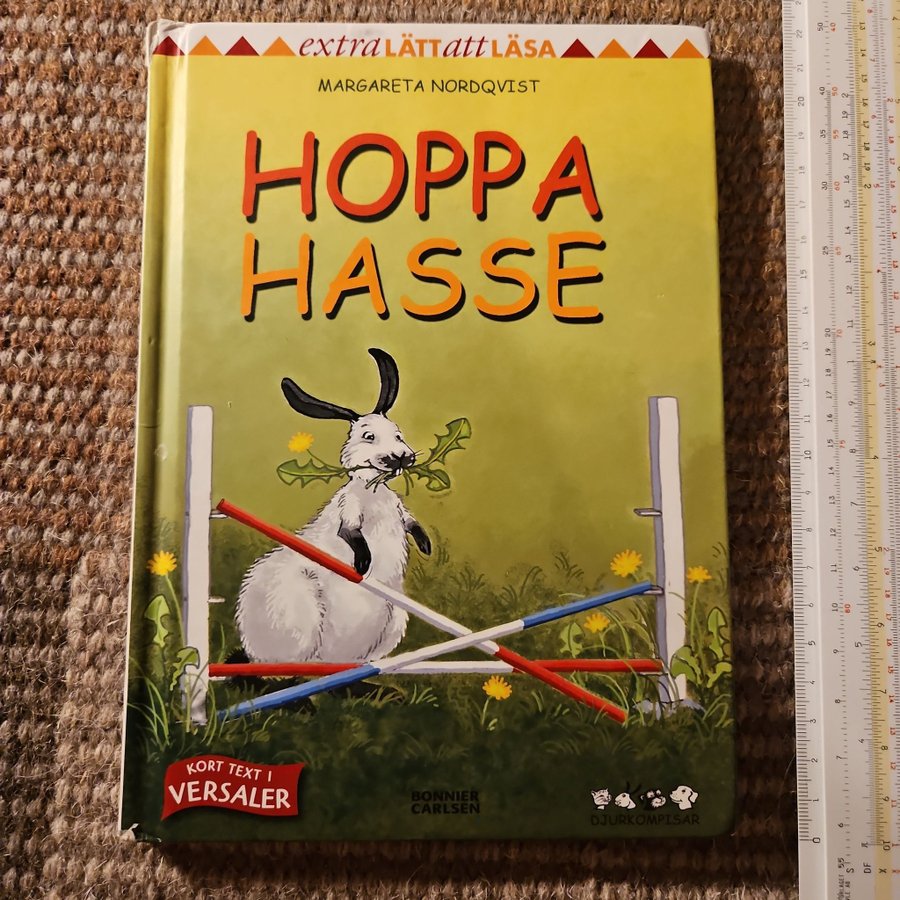 extra LÄTT att LÄSA
MARGARETA NORDQVIST
HOPPA
HASSE
KORT TEXT I
VERSALER
BONNIER
CARLSEN
DJURKOMPISAR